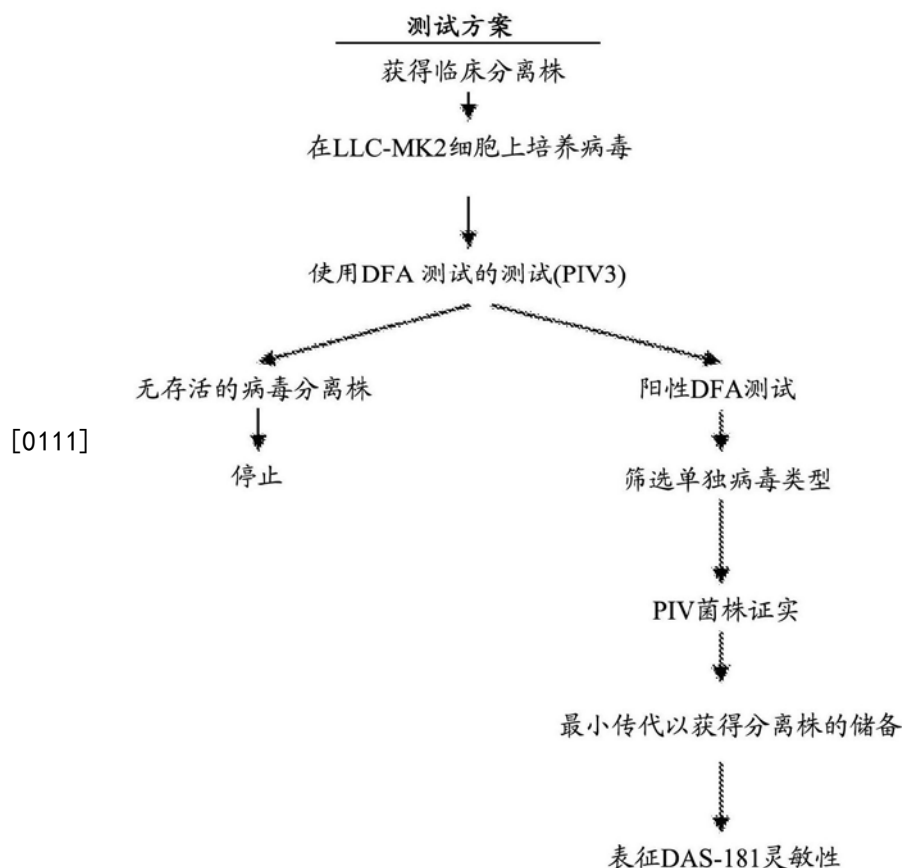 测试方案
获得临床分离株
在LLC-MK2细胞上培养病毒
使用DFA 测试的测试(PIV3)
无存活的病毒分离株
阳性DFA测试
[0111]
停止
筛选单独病毒类型
PIV菌株证实
最小传代以获得分离株的储备
表征DAS-181灵敏性